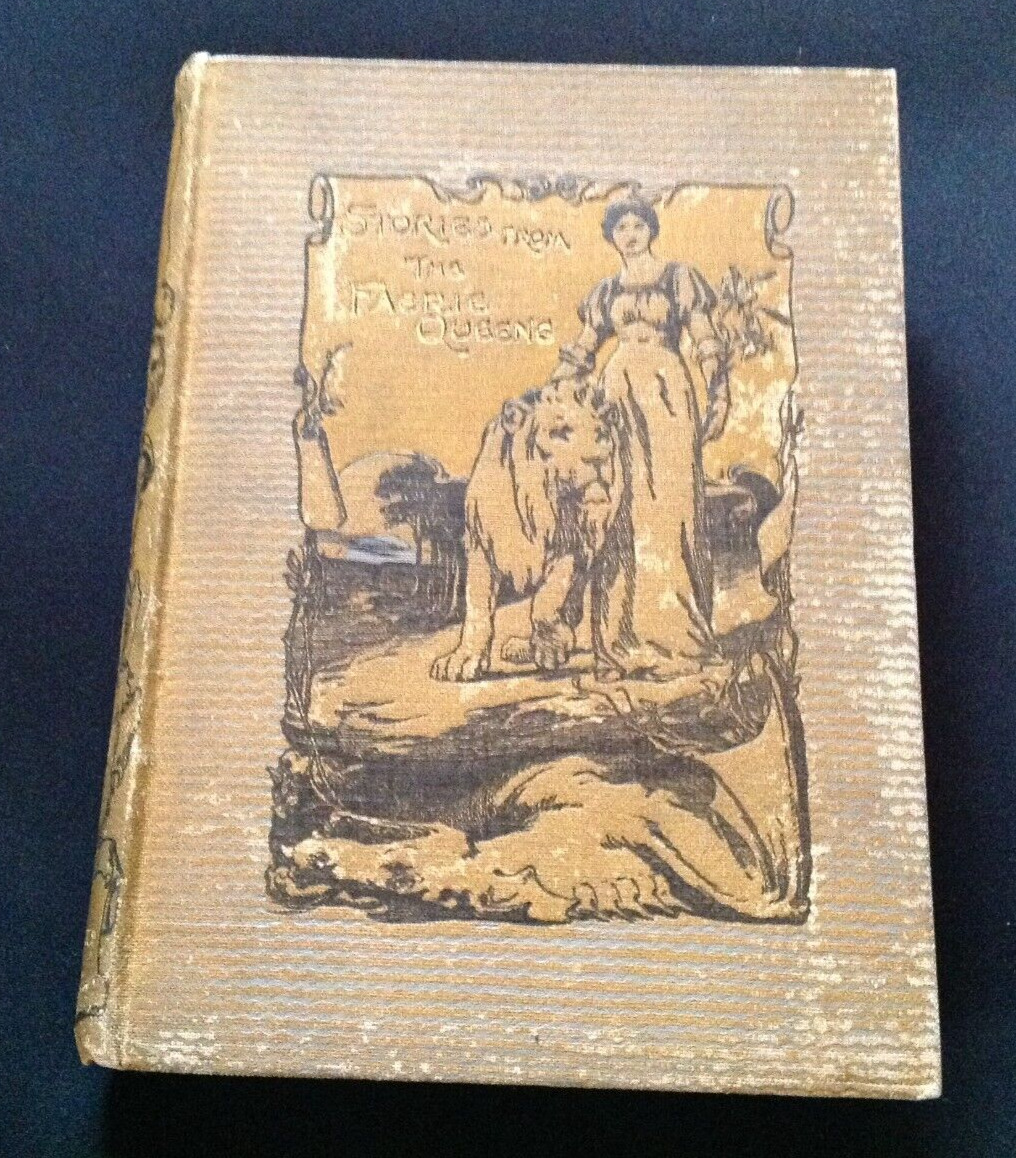 STORIES FROM
THE
FAERIE
QUEENE